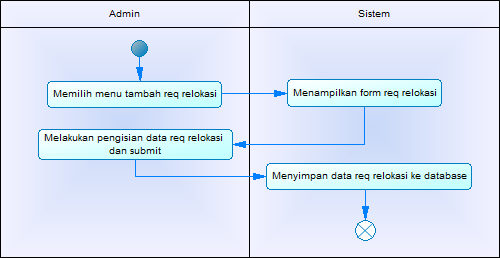 Admin
Sistem
Memilih menu tambah req relokasi
Menampilkan form req relokasi
Melakukan pengisian data req relokasi
dan submit
Menyimpan data req relokasi ke database